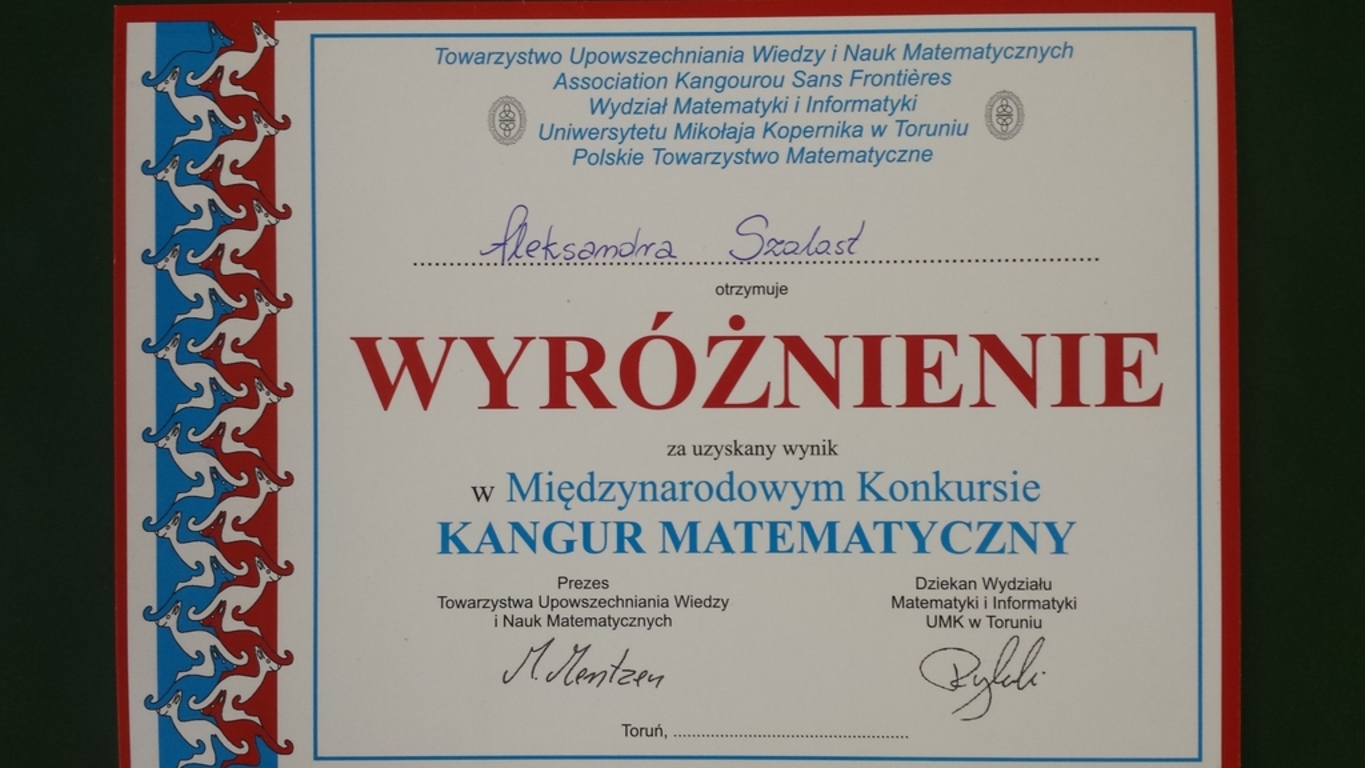 Towarzystwo Upowszechniania Wiedzy i Nauk Matematycznych
Association Kangourou Sans Frontières
Wydział Matematyki i Informatyki
Uniwersytetu Mikołaja Kopernika w Toruniu
Polskie Towarzystwo Matematyczne
Aleksandra Szalast
otrzymuje
WYRÓŻNIENIE
za uzyskany wynik
w Międzynarodowym Konkursie
KANGUR MATEMATYCZNY
Prezes
Towarzystwa Upowszechniania Wiedzy
i Nauk Matematycznych
M. Mentzen
Dziekan Wydziału
Matematyki i Informatyki
UMK w Toruniu
Toruń, ................................................